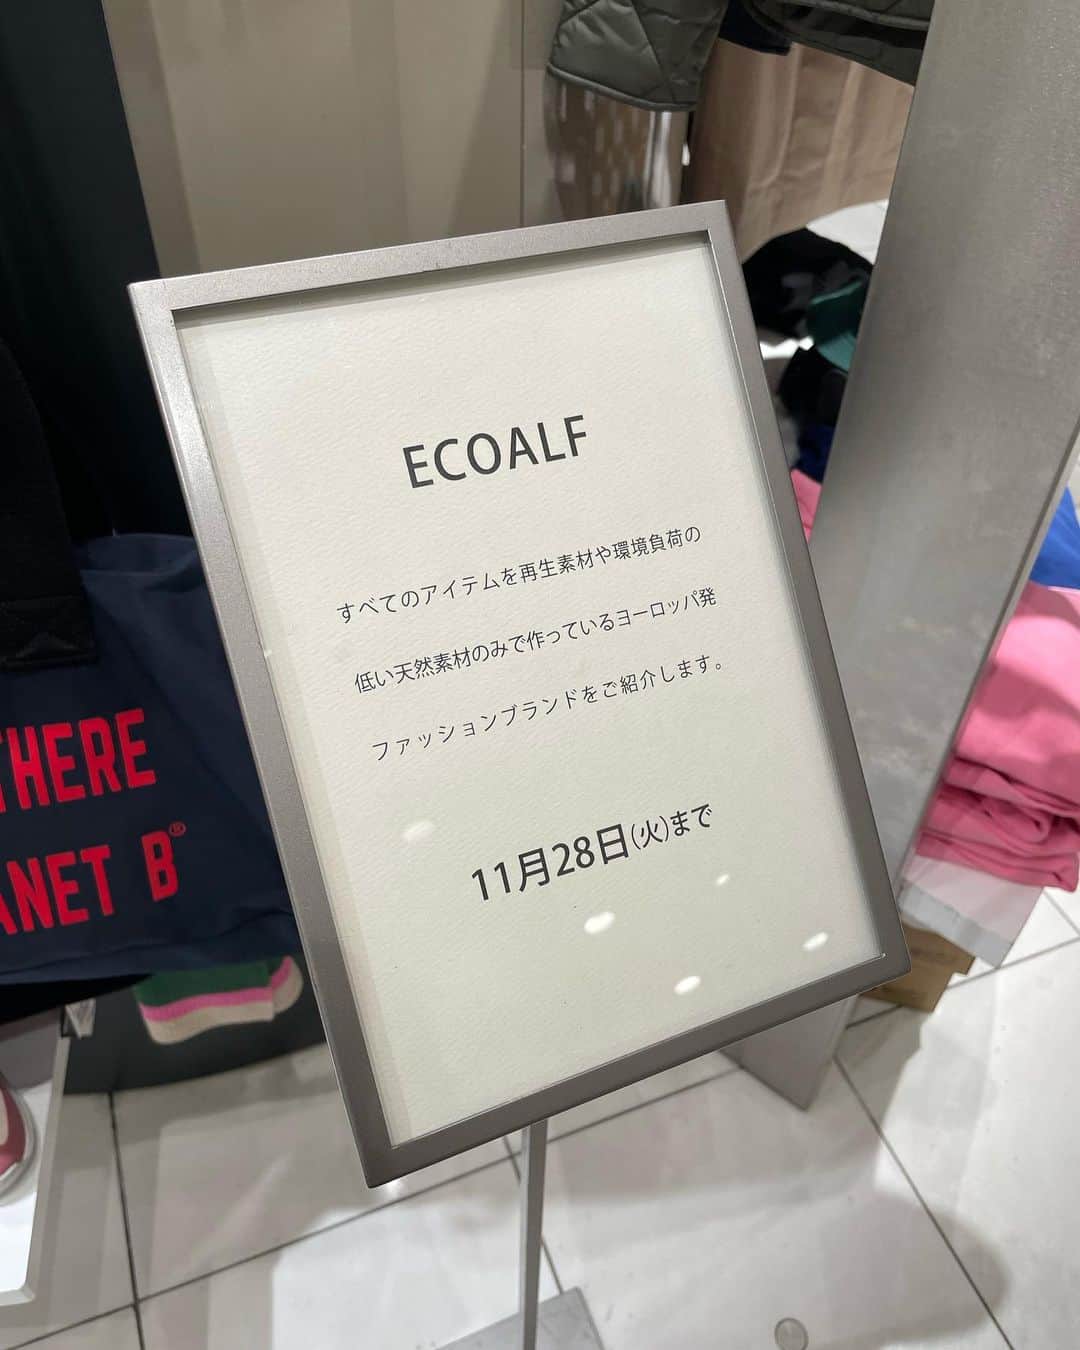 ECOALF
すべてのアイテムを再生素材や環境負荷の
低い天然素材のみで作っているヨーロッパ発
ファッションブランドをご紹介します。
11月28日(火)まで
THERE
ANET B®